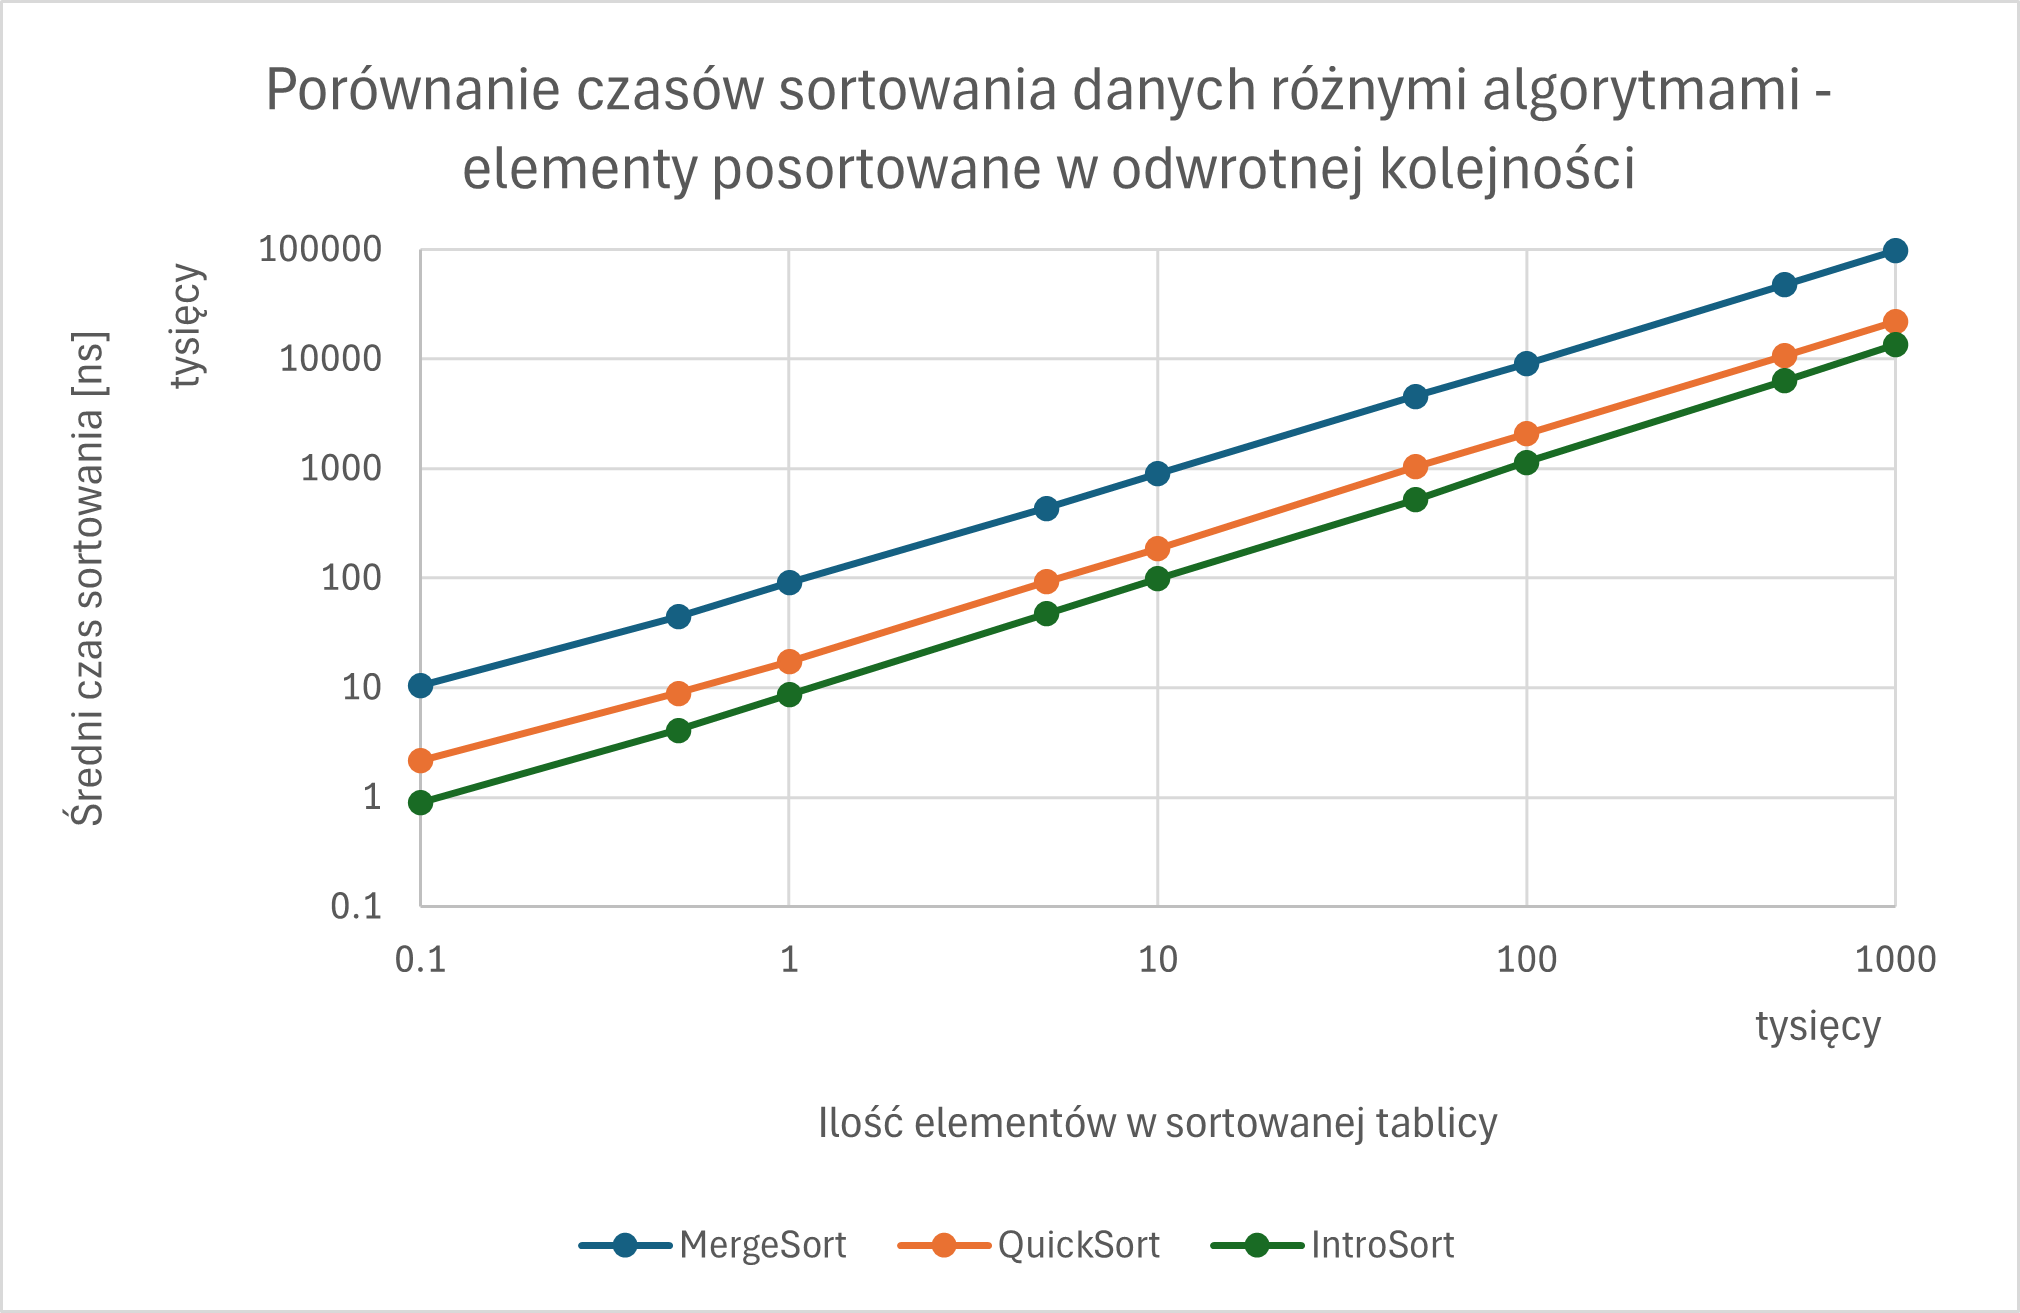 Porównanie czasów sortowania danych różnymi algorytmami -
elementy posortowane w odwrotnej kolejności
Średni czas sortowania [ns]
tysięcy
100000
10000
1000
100
10
1
0.1
0.1
1
10
100
1000
tysięcy
Ilość elementów w sortowanej tablicy
MergeSort
QuickSort
IntroSort